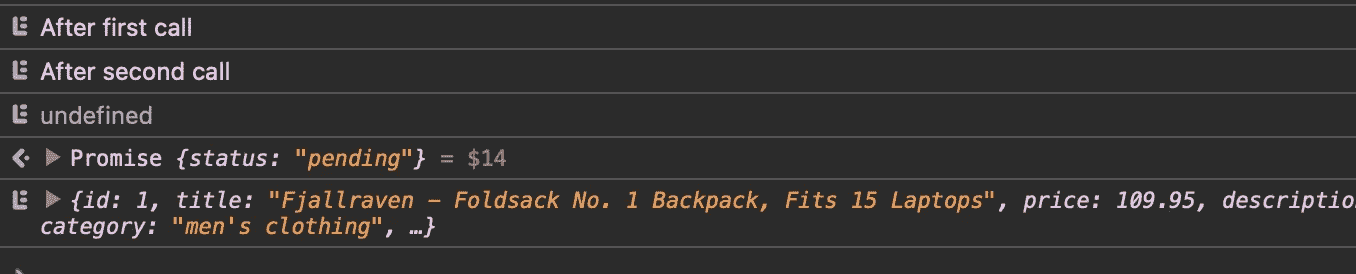 After first call
After second call
undefined
Promise {status: "pending"} = $14
{id: 1, title: "Fjallraven – Foldsack No. 1 Backpack, Fits 15 Laptops", price: 109.95, descriptio
category: "men's clothing", …}